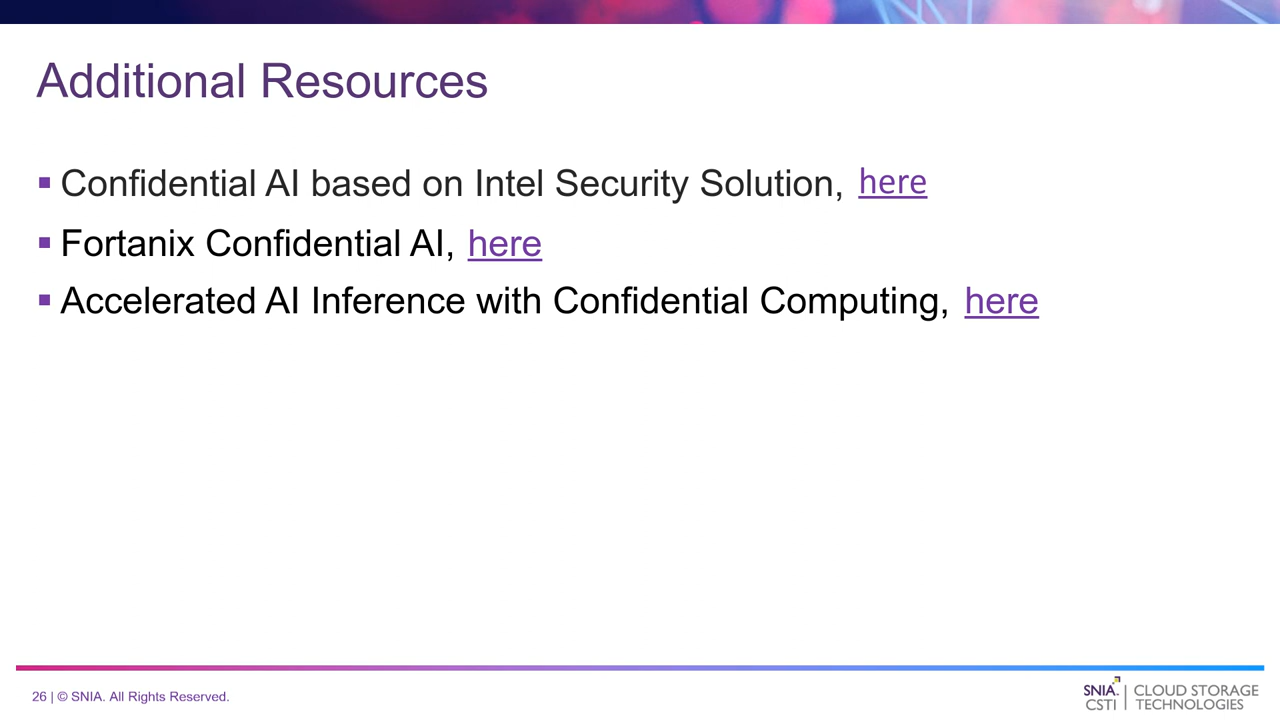 Additional Resources
▪ Confidential AI based on Intel Security Solution, here
▪ Fortanix Confidential AI, here
▪ Accelerated AI Inference with Confidential Computing, here
26 | © SNIA. All Rights Reserved.
SNIA. | CLOUD STORAGE
CSTI | TECHNOLOGIES